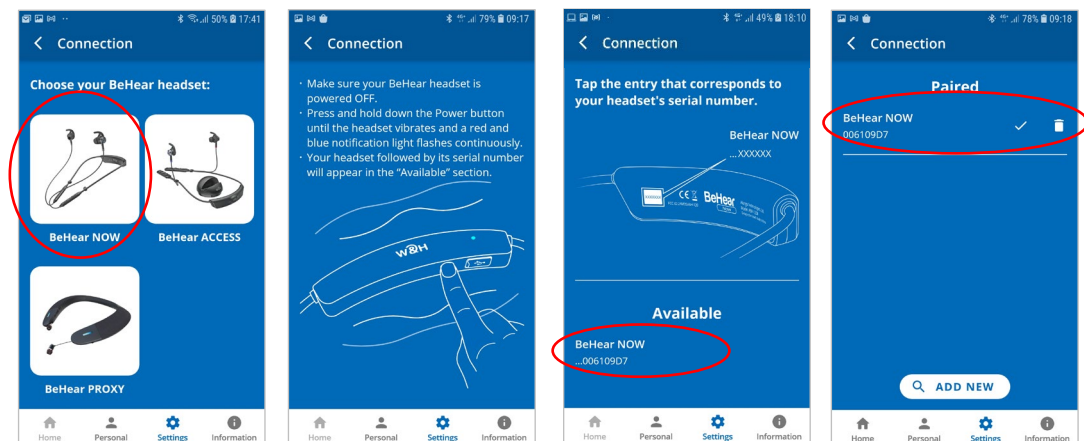 50% 17:41
Connection
Choose your BeHear headset:
BeHear NOW
BeHear ACCESS
BeHear PROXY
Home Personal Settings Information
79% 09:17
Connection
· Make sure your BeHear headset is
powered OFF.
· Press and hold down the Power button
until the headset vibrates and a red and
blue notification light flashes continuously.
· Your headset followed by its serial number
will appear in the “Available” section.
W&H
Home Personal Settings Information
49% 18:10
Connection
Tap the entry that corresponds to
your headset's serial number.
BeHear NOW
...XXXXXX
CE
BeHear
Available
BeHear NOW
...006109D7
Home Personal Settings Information
78% 09:18
Connection
Paired
BeHear NOW
006109D7
ADD NEW
Home Personal Settings Information